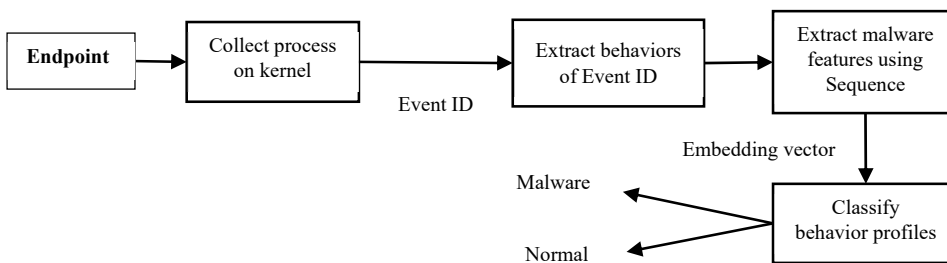 Endpoint
Collect process
on kernel
Event ID
Extract behaviors
of Event ID
Extract malware
features using
Sequence
Embedding vector
Classify
behavior profiles
Malware
Normal